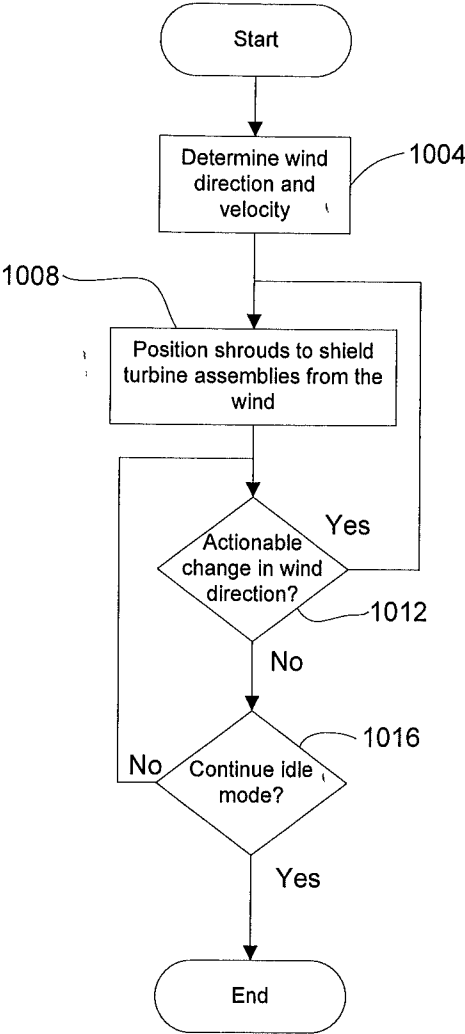 Start
Determine wind
direction and
velocity
1004
1008
Position shrouds to shield
turbine assemblies from the
wind
Yes
Actionable
change in wind
direction?
1012
No
1016
No
Continue idle
mode?
Yes
End